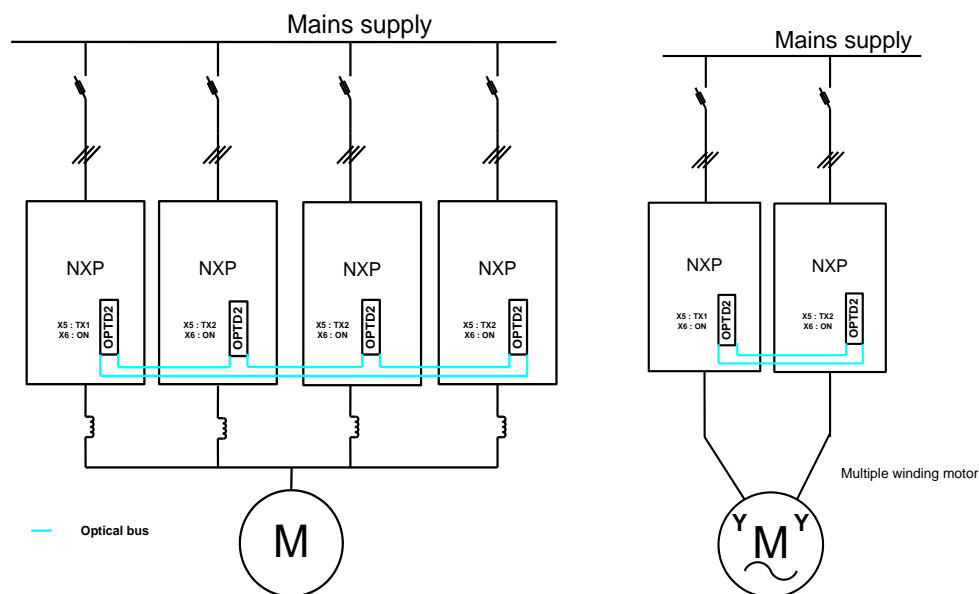 Mains supply
Mains supply
NXP
NXP
NXP
NXP
NXP
NXP
X5 : TX1
X6 : ON
OPTD2
X5 : TX2
X6 : ON
OPTD2
X5 : TX2
X6 : ON
OPTD2
X5 : TX2
X6 : ON
OPTD2
X5 : TX1
X6 : ON
OPTD2
X5 : TX2
X6 : ON
OPTD2
Multiple winding motor
Optical bus
M
Y M Y